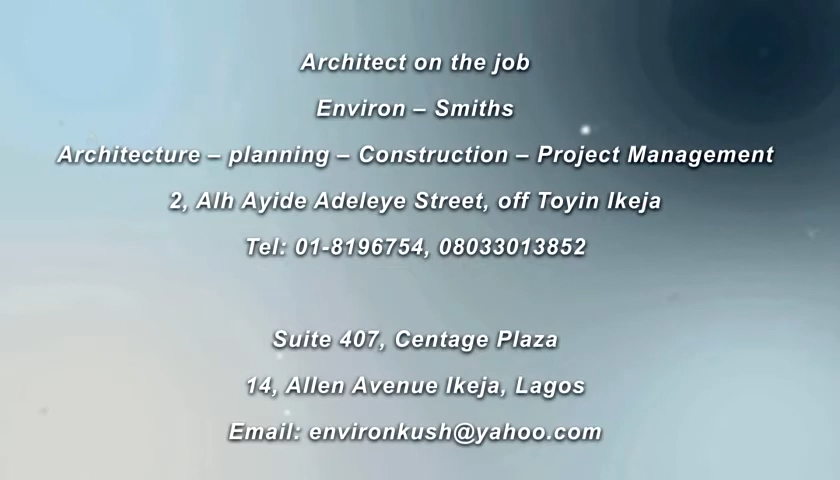 Architect on the job
Environ – Smiths
Architecture – planning – Construction – Project Management
2, Alh Ayide Adeleye Street, off Toyin Ikeja
Tel: 01-8196754, 08033013852
Suite 407, Centage Plaza
14, Allen Avenue Ikeja, Lagos
Email: environkush@yahoo.com